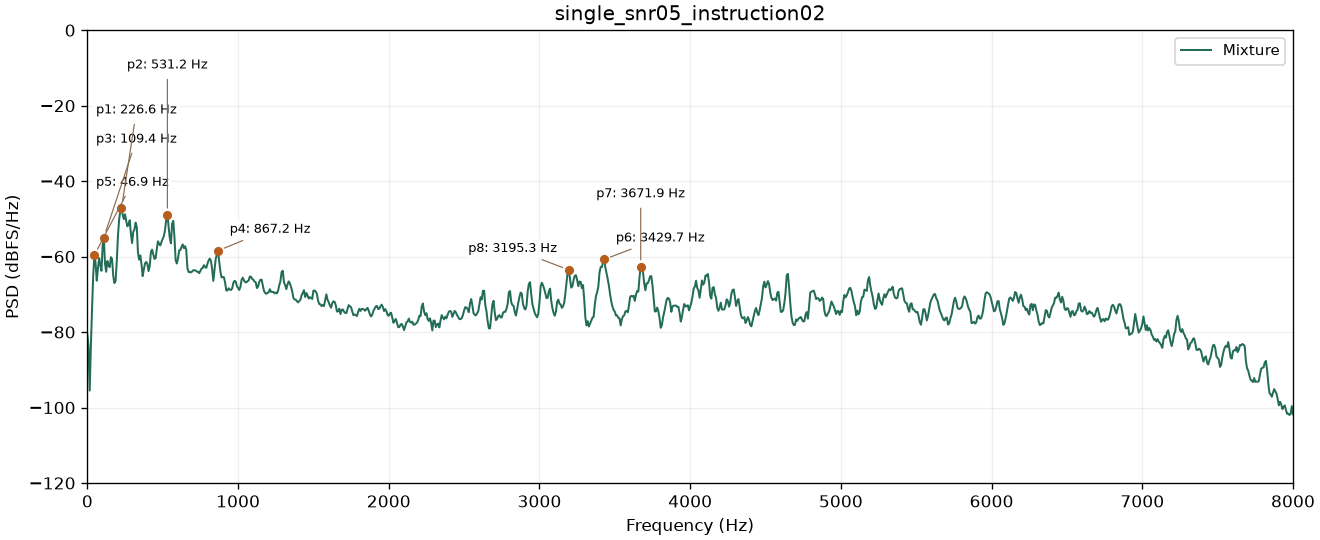 single_snr05_instruction02
Mixture
p2: 531.2 Hz
p1: 226.6 Hz
p3: 109.4 Hz
p5: 46.9 Hz
p4: 867.2 Hz
p7: 3671.9 Hz
p6: 3429.7 Hz
p8: 3195.3 Hz
PSD (dBFS/Hz)
0
−20
−40
−60
−80
−100
−120
0 1000 2000 3000 4000 5000 6000 7000 8000
Frequency (Hz)